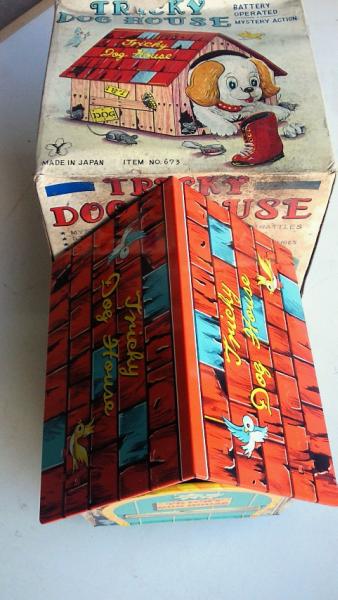 TRICKY
DOG HOUSE
BATTERY
OPERATED
MYSTERY ACTION
Tricky
Dog House
DOG
MADE IN JAPAN
ITEM NO. 673
TRICKY
DOG HOUSE
Tricky
Dog House
Tricky
Dog House